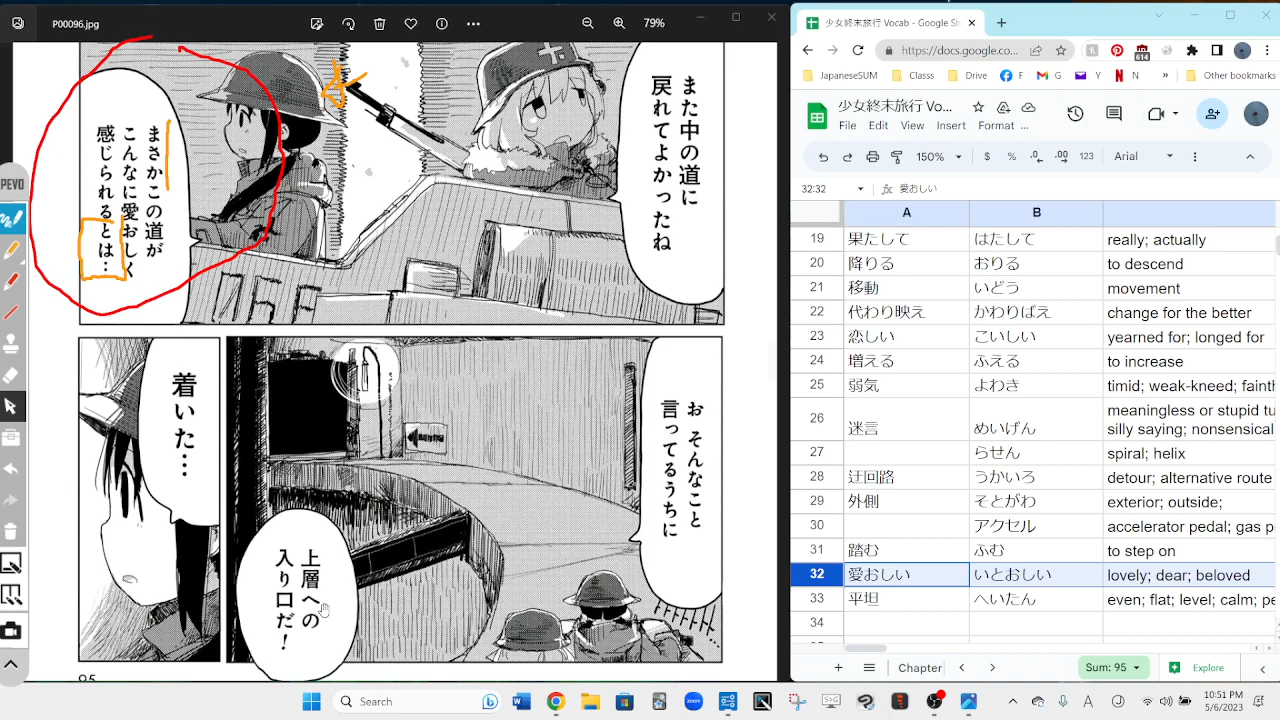 P00096.jpg
79%
また中の道に
戻れてよかったね
まさかこの道が
こんなに愛おしく
感じられるとは…
お そんなこと
言ってるうちに
上層への
入り口だ!
着いた…
95
IPEVO
少女終末旅行 Vocab - Google Sh
https://docs.google.com...
614
JapaneseSUM
Classx
Drive
F
M G
Y
N
»
Other bookmarks
少女終末旅行 Vo...
File Edit View Insert Format ...
150% $ % .0 .00 123 Arial
32:32
fx 愛おしい
A B
19 果たして はたして really; actually
20 降りる おりる to descend
21 移動 いどう movement
22 代わり映え かわりばえ change for the better
23 恋しい こいしい yearned for; longed for
24 増える ふえる to increase
25 弱気 よわき timid; weak-kneed; fainth
26 迷言 めいげん meaningless or stupid tu
silly saying; nonsensical
27 らせん spiral; helix
28 迂回路 うかいろ detour; alternative route
29 外側 そとがわ exterior; outside;
30 アクセル accelerator pedal; gas p
31 踏む ふむ to step on
32 愛おしい いとおしい lovely; dear; beloved
33 平坦 へいたん even; flat; level; calm; pe
34
Chapter
Sum: 95
Explore
Search
zoom
A
10:51 PM
5/6/2023